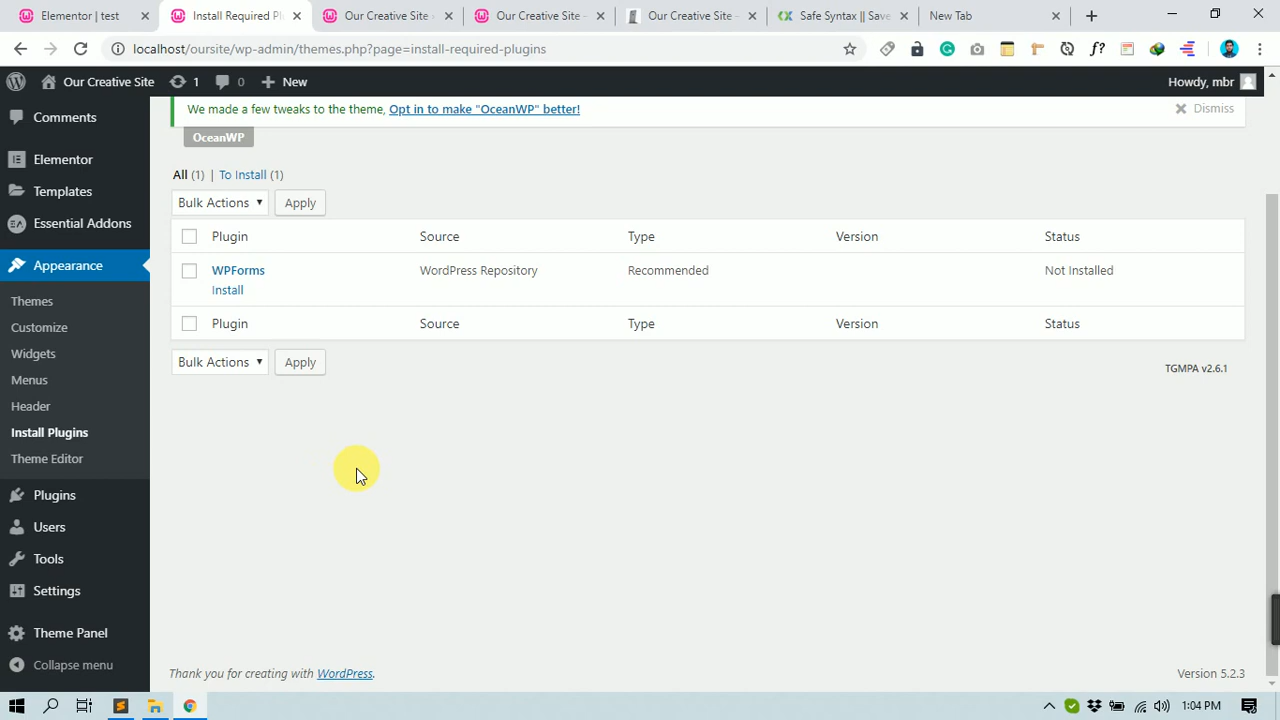 Elementor | test
Install Required Pl
Our Creative Site
Our Creative Site –
Our Creative Site –
Safe Syntax || Save
New Tab
localhost/oursite/wp-admin/themes.php?page=install-required-plugins
f?
Our Creative Site
1
0
New
Howdy, mbr
Comments
Elementor
Templates
Essential Addons
Appearance
Themes
Customize
Widgets
Menus
Header
Install Plugins
Theme Editor
Plugins
Users
Tools
Settings
Theme Panel
Collapse menu
We made a few tweaks to the theme, Opt in to make "OceanWP" better!
Dismiss
OceanWP
All (1) | To Install (1)
Bulk Actions
Apply
Plugin Source Type Version Status
WPForms WordPress Repository Recommended Not Installed
Install
Plugin Source Type Version Status
Bulk Actions
Apply
TGMPA v2.6.1
Thank you for creating with WordPress.
Version 5.2.3
1:04 PM